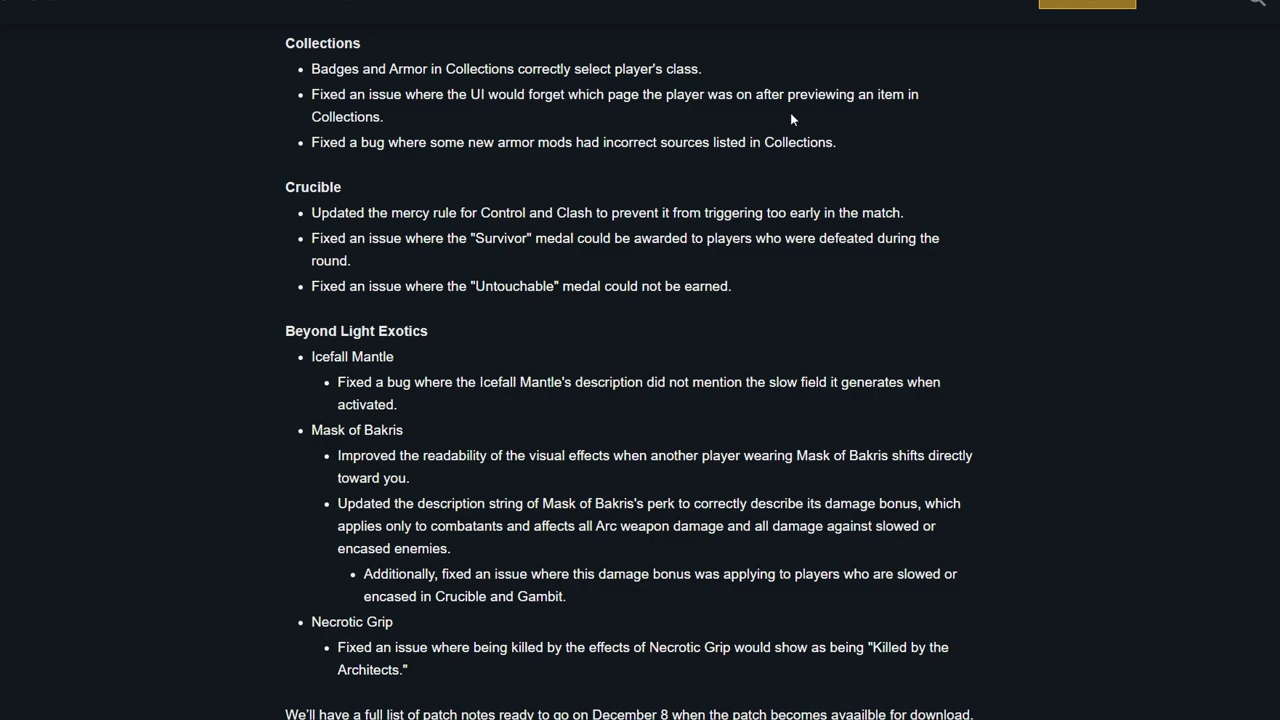 Collections
• Badges and Armor in Collections correctly select player's class.
• Fixed an issue where the UI would forget which page the player was on after previewing an item in
Collections.
• Fixed a bug where some new armor mods had incorrect sources listed in Collections.
Crucible
• Updated the mercy rule for Control and Clash to prevent it from triggering too early in the match.
• Fixed an issue where the "Survivor" medal could be awarded to players who were defeated during the
round.
• Fixed an issue where the "Untouchable" medal could not be earned.
Beyond Light Exotics
• Icefall Mantle
• Fixed a bug where the Icefall Mantle's description did not mention the slow field it generates when
activated.
• Mask of Bakris
• Improved the readability of the visual effects when another player wearing Mask of Bakris shifts directly
toward you.
• Updated the description string of Mask of Bakris's perk to correctly describe its damage bonus, which
applies only to combatants and affects all Arc weapon damage and all damage against slowed or
encased enemies.
• Additionally, fixed an issue where this damage bonus was applying to players who are slowed or
encased in Crucible and Gambit.
• Necrotic Grip
• Fixed an issue where being killed by the effects of Necrotic Grip would show as being "Killed by the
Architects."
We'll have a full list of patch notes ready to go on December 8 when the patch becomes avaailble for download.